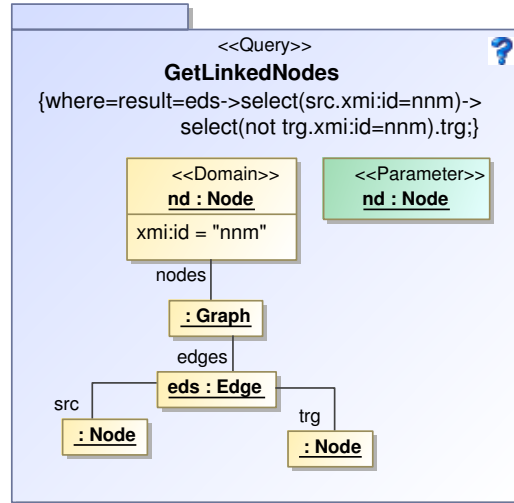 <<Query>>
GetLinkedNodes
{where=result=eds->select(src.xmi:id=nnm)->
select(not trg.xmi:id=nnm).trg;}
<<Domain>>
nd : Node
xmi:id = "nnm"
<<Parameter>>
nd : Node
nodes
: Graph
edges
eds : Edge
src
: Node
trg
: Node